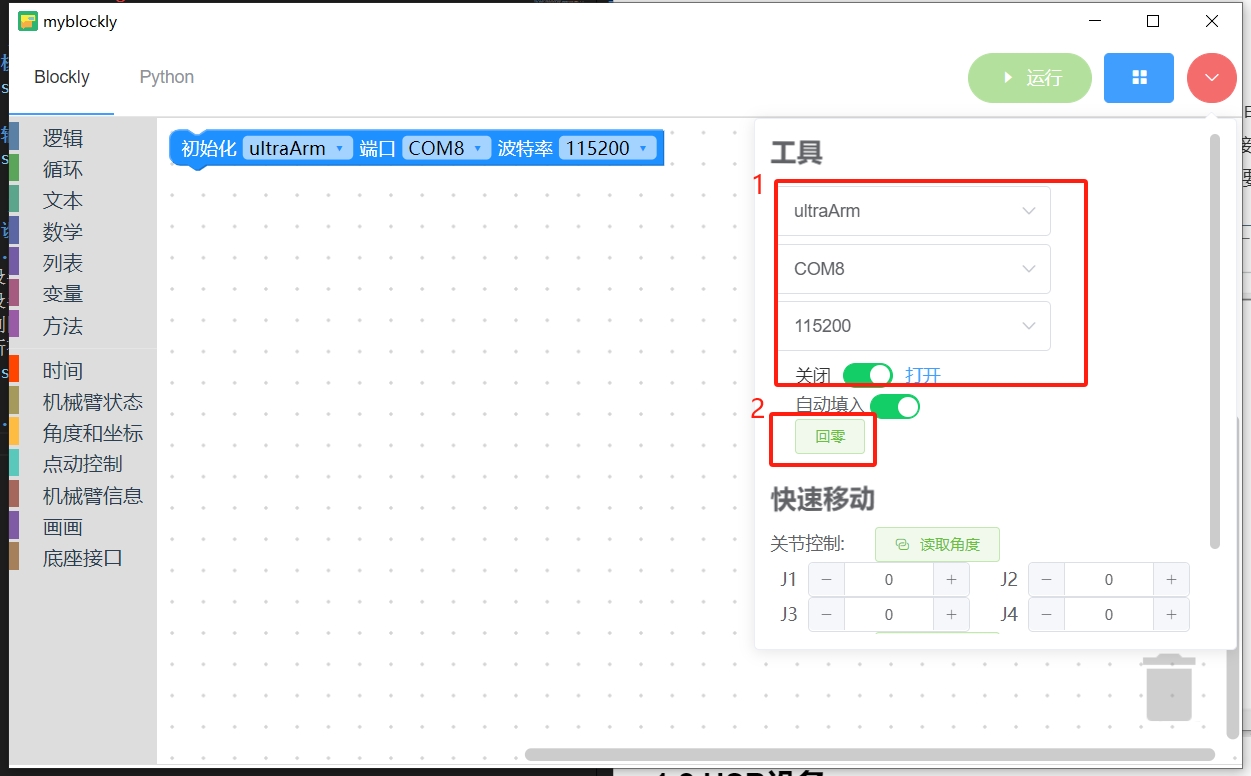 myblockly
Blockly
Python
运行
逻辑
循环
文本
数学
列表
变量
方法
时间
机械臂状态
角度和坐标
点动控制
机械臂信息
画画
底座接口
初始化 ultraArm 端口 COM8 波特率 115200
工具
1
ultraArm
COM8
115200
关闭 打开
自动填入
2
回零
快速移动
关节控制: 读取角度
J1 − 0 + J2 − 0 +
J3 − 0 + J4 − 0 +